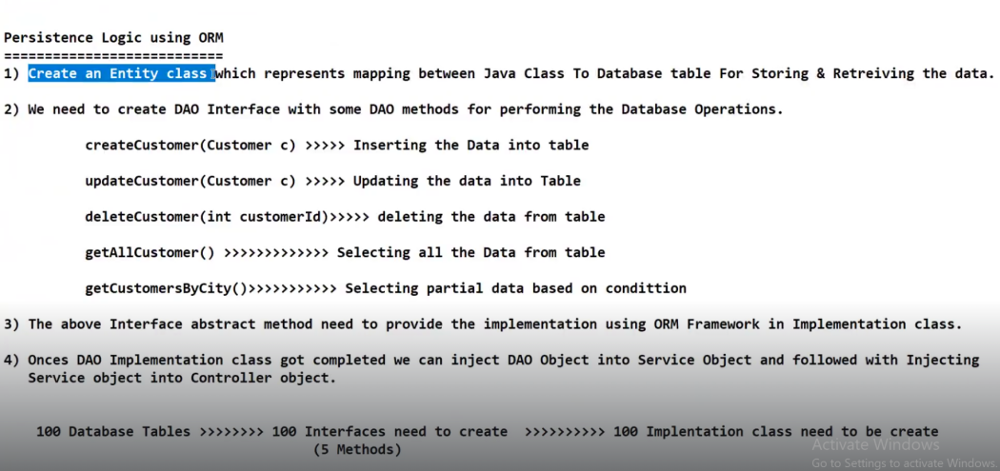 Persistence Logic using ORM
===========================
1) Create an Entity class which represents mapping between Java Class To Database table For Storing & Retreiving the data.
2) We need to create DAO Interface with some DAO methods for performing the Database Operations.
createCustomer(Customer c) >>>>> Inserting the Data into table
updateCustomer(Customer c) >>>>> Updating the data into Table
deleteCustomer(int customerId)>>>>> deleting the data from table
getAllCustomer() >>>>>>>>>>>>> Selecting all the Data from table
getCustomersByCity()>>>>>>>>>>> Selecting partial data based on condittion
3) The above Interface abstract method need to provide the implementation using ORM Framework in Implementation class.
4) Onces DAO Implementation class got completed we can inject DAO Object into Service Object and followed with Injecting
Service object into Controller object.
100 Database Tables >>>>>>>> 100 Interfaces need to create >>>>>>>>>> 100 Implentation class need to be create
(5 Methods)
Activate Windows
Go to Settings to activate Windows.